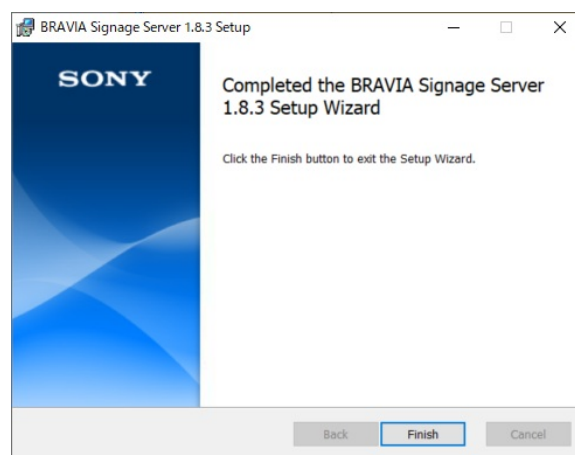 BRAVIA Signage Server 1.8.3 Setup
SONY
Completed the BRAVIA Signage Server
1.8.3 Setup Wizard
Click the Finish button to exit the Setup Wizard.
Back
Finish
Cancel